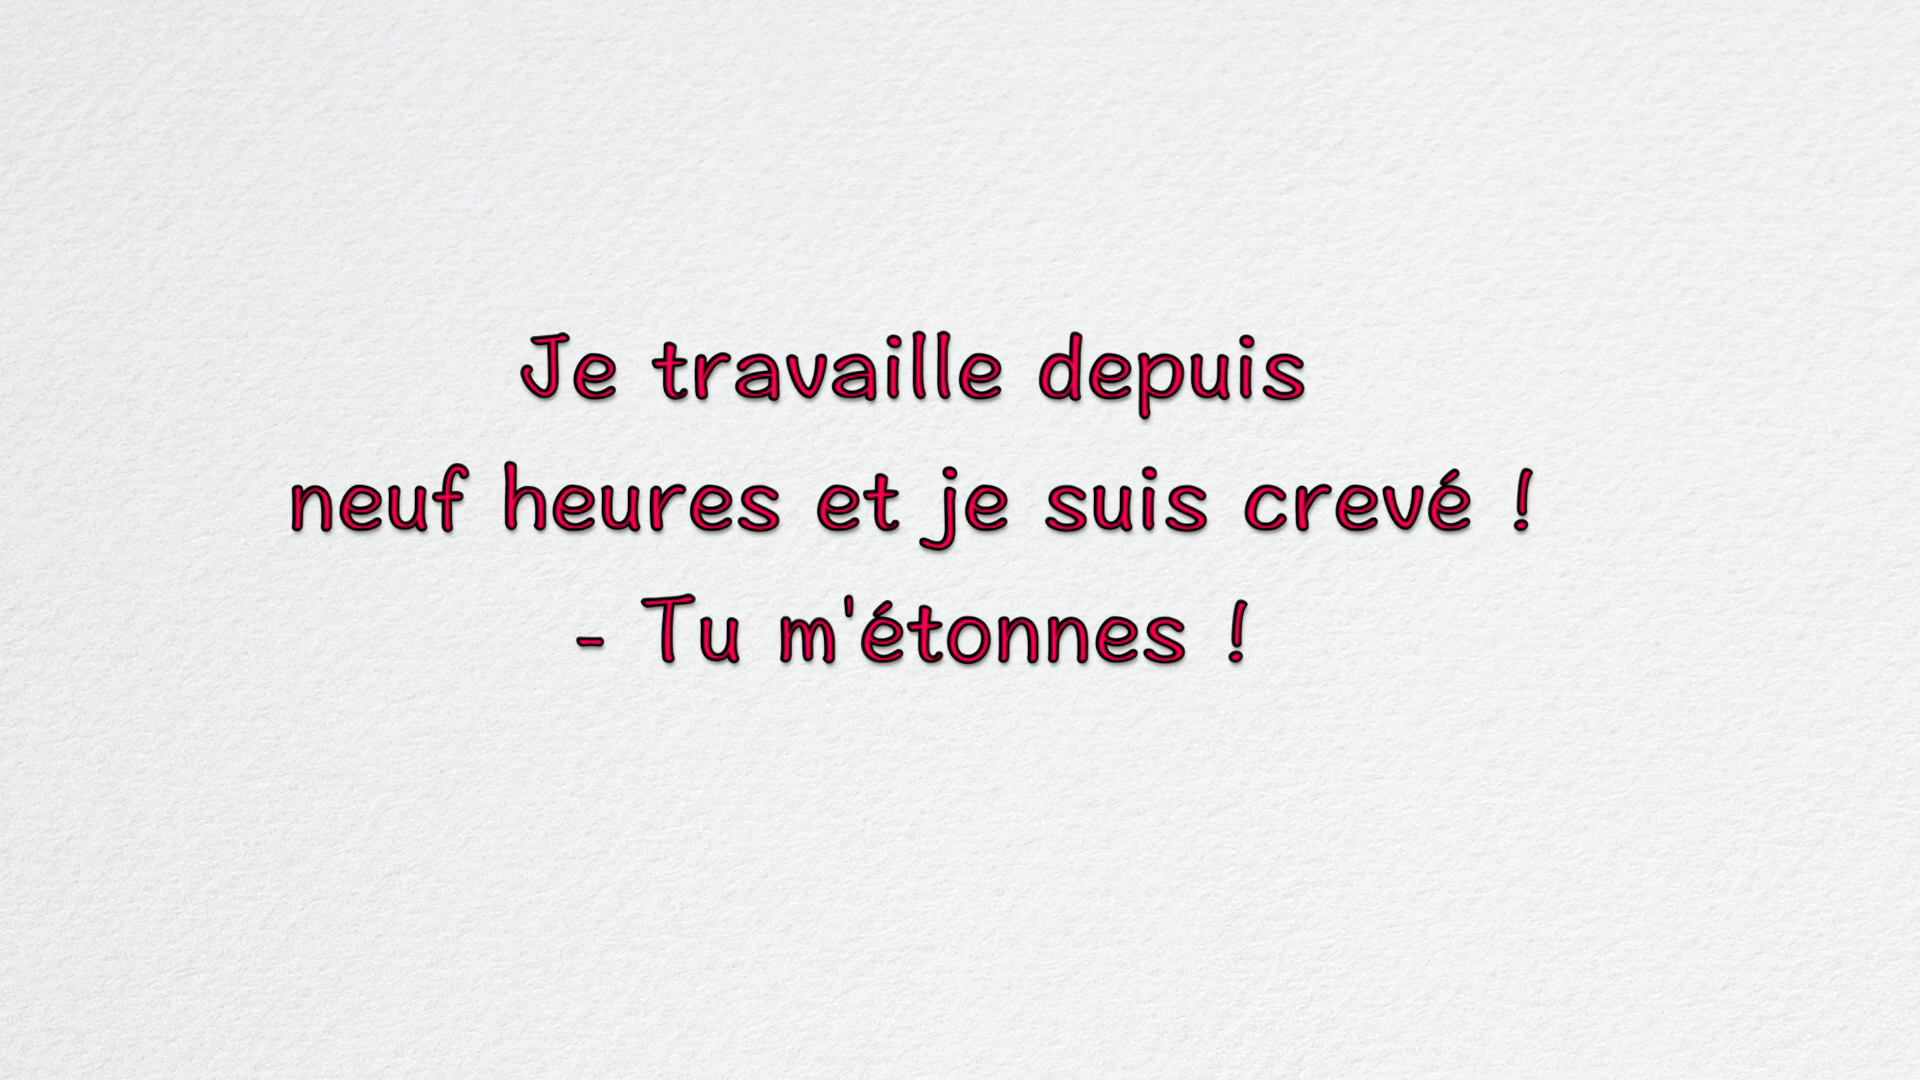 Je travaille depuis
neuf heures et je suis crevé !
- Tu m'étonnes !